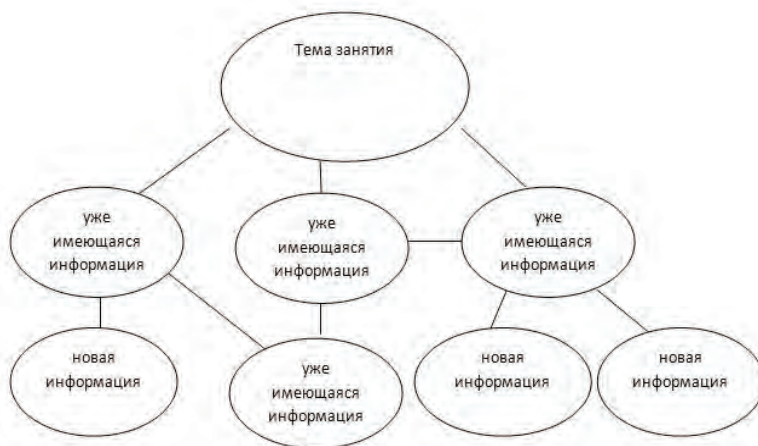 Тема занятия
уже
имеющаяся
информация
уже
имеющаяся
информация
уже
имеющаяся
информация
новая
информация
уже
имеющаяся
информация
новая
информация
новая
информация